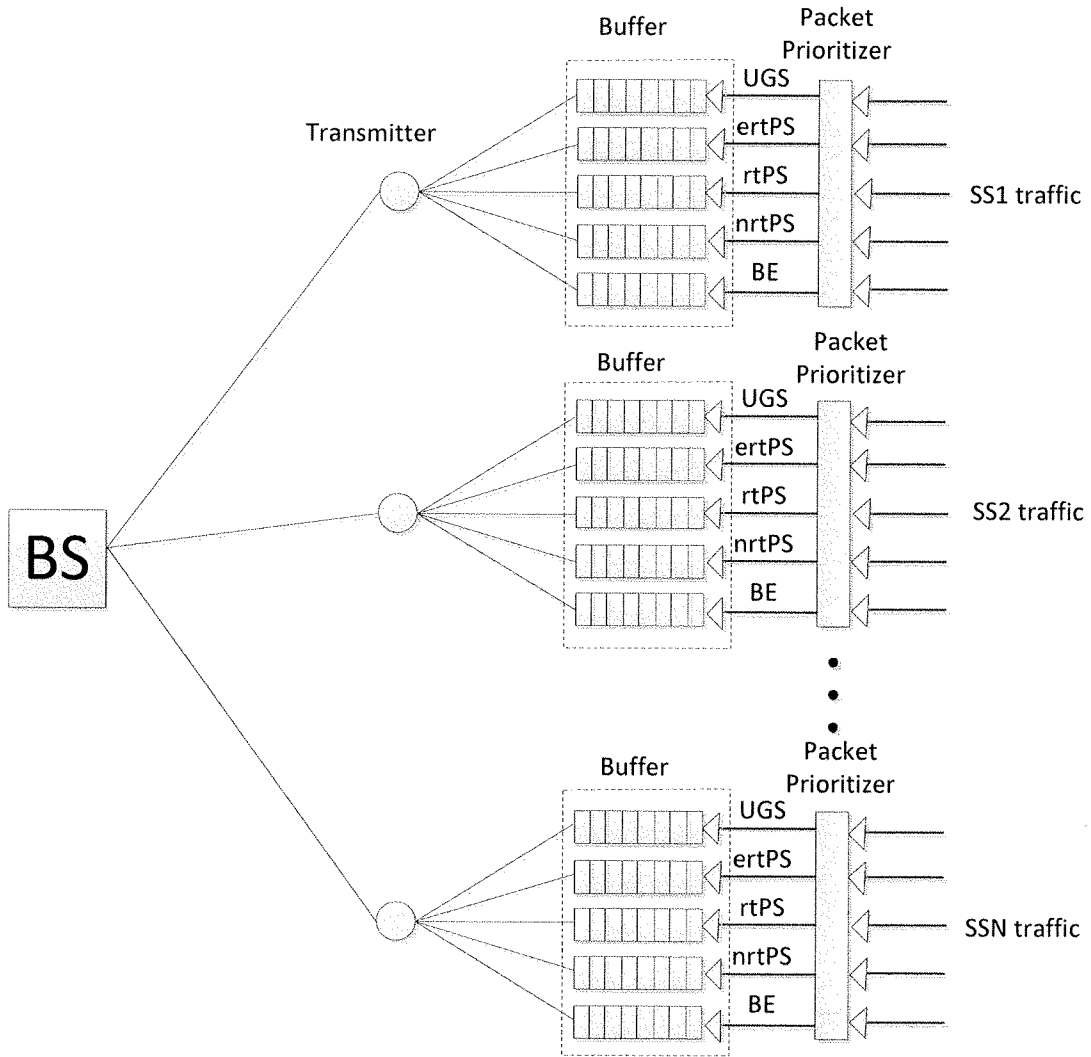 Packet
Prioritizer
Buffer
UGS
Transmitter
ertPS
rtPS
SS1 traffic
nrtPS
BE
Packet
Prioritizer
Buffer
UGS
ertPS
rtPS
SS2 traffic
nrtPS
BS
BE
Packet
Prioritizer
Buffer
UGS
ertPS
rtPS
SSN traffic
nrtPS
BE